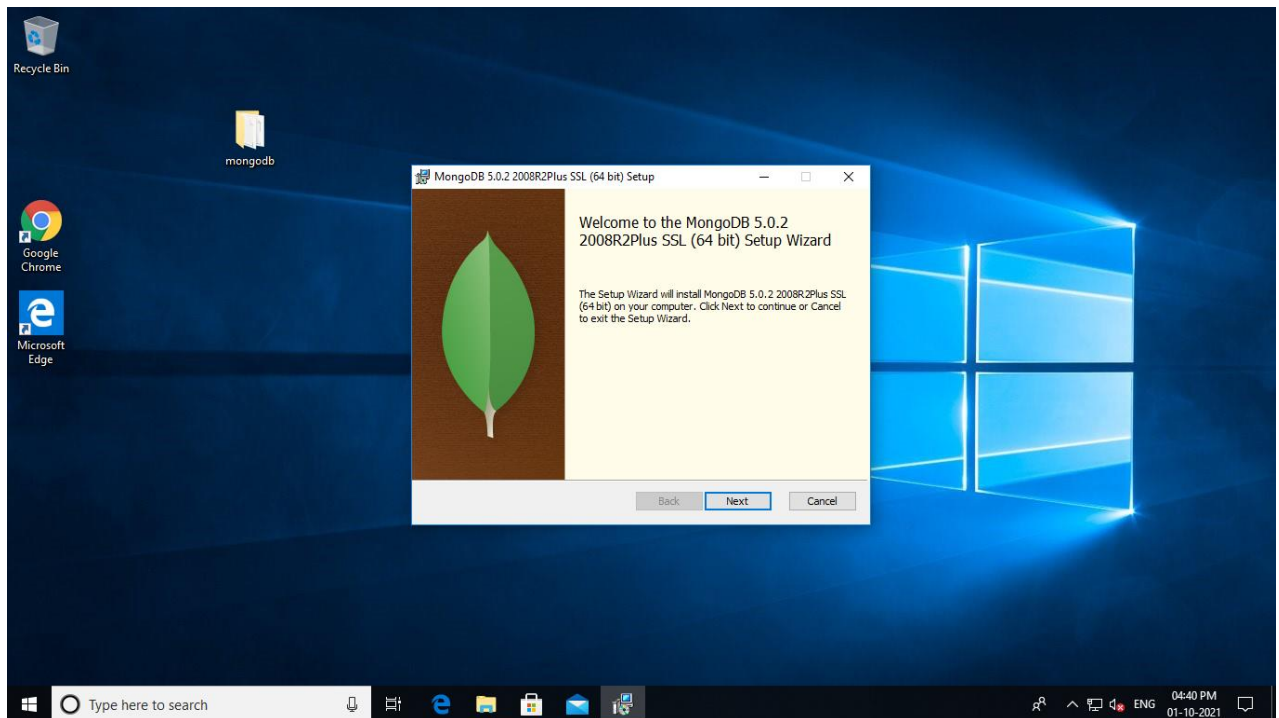 Recycle Bin
mongodb
Google
Chrome
Microsoft
Edge
MongoDB 5.0.2 2008R2Plus SSL (64 bit) Setup
Welcome to the MongoDB 5.0.2
2008R2Plus SSL (64 bit) Setup Wizard
The Setup Wizard will install MongoDB 5.0.2 2008R2Plus SSL
(64 bit) on your computer. Click Next to continue or Cancel
to exit the Setup Wizard.
Back Next Cancel
Type here to search
ENG
04:40 PM
01-10-2021